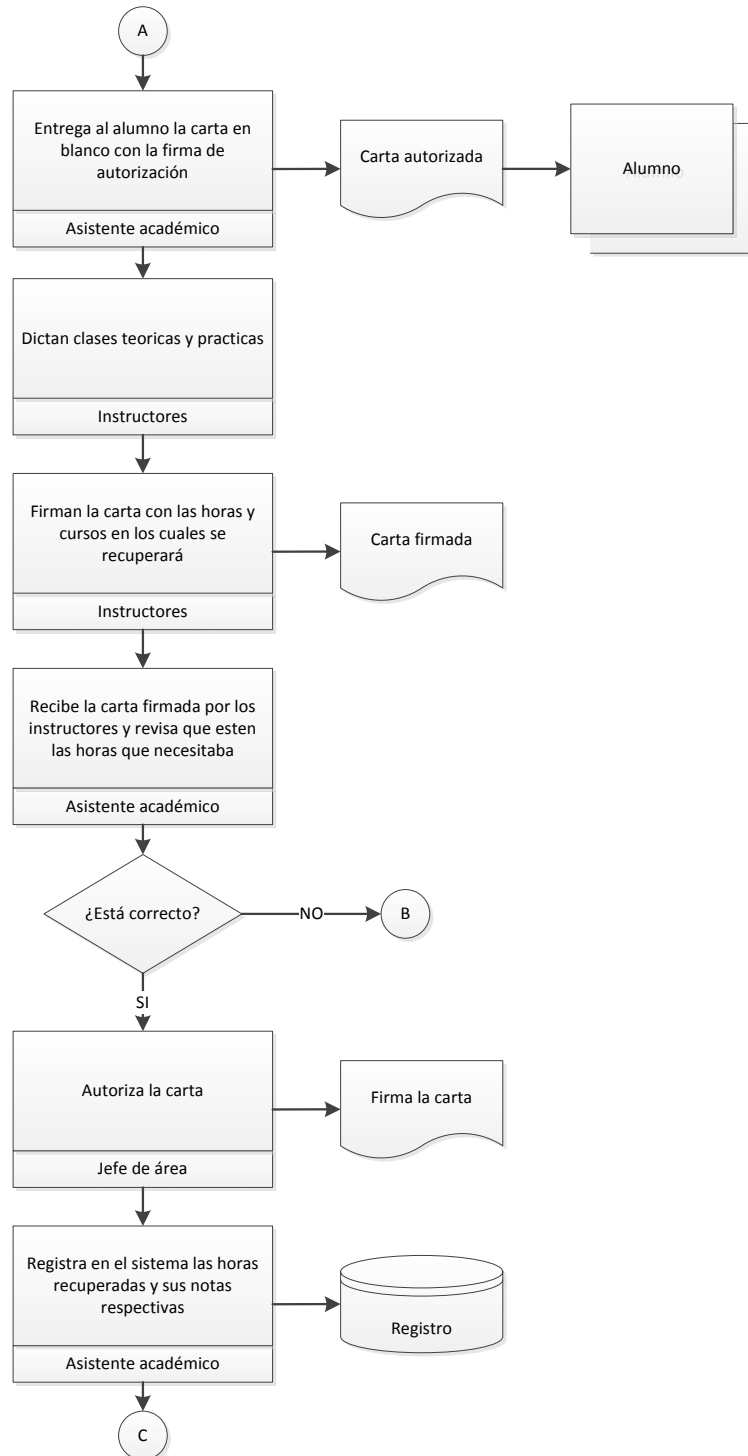 A
Entrega al alumno la carta en
blanco con la firma de
autorización
Asistente académico
Carta autorizada
Alumno
Dictan clases teoricas y practicas
Instructores
Firman la carta con las horas y
cursos en los cuales se
recuperará
Instructores
Carta firmada
Recibe la carta firmada por los
instructores y revisa que esten
las horas que necesitaba
Asistente académico
¿Está correcto?
NO
B
SI
Autoriza la carta
Jefe de área
Firma la carta
Registra en el sistema las horas
recuperadas y sus notas
respectivas
Asistente académico
Registro
C